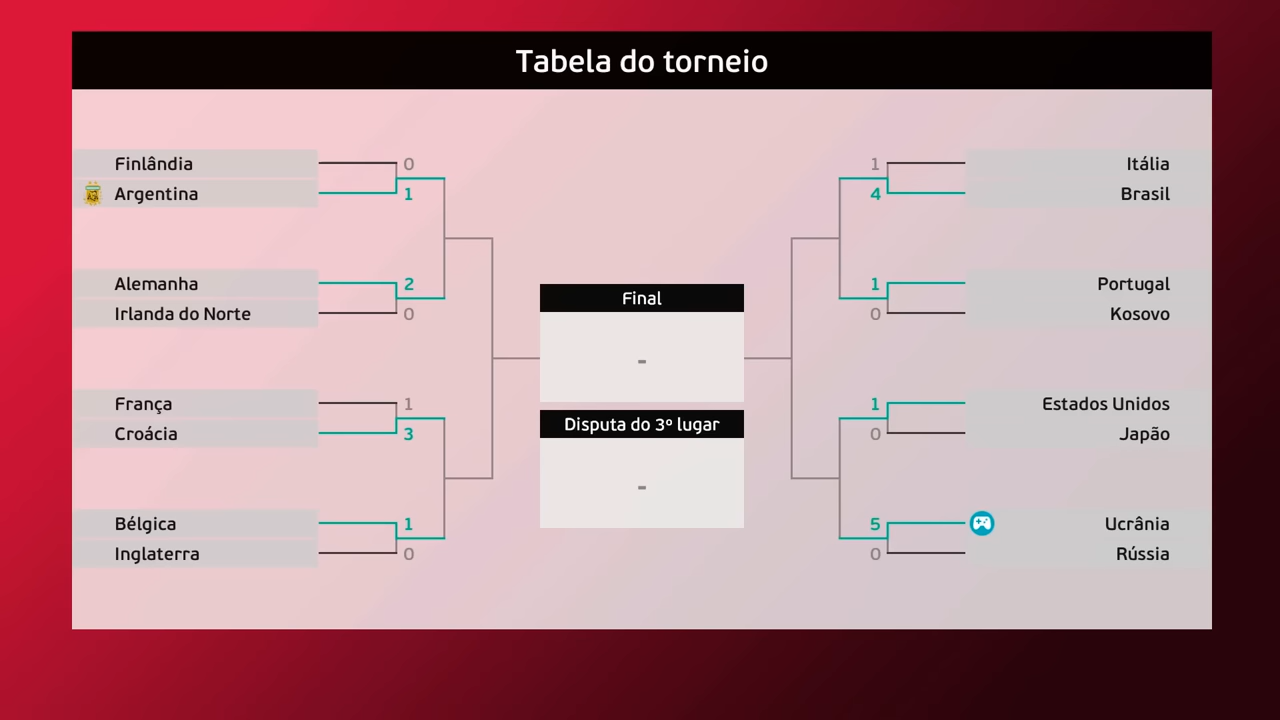 Tabela do torneio
Finlândia 0
Argentina 1
Alemanha 2
Irlanda do Norte 0
França 1
Croácia 3
Bélgica 1
Inglaterra 0
Final
-
Disputa do 3º lugar
-
1 Itália
4 Brasil
1 Portugal
0 Kosovo
1 Estados Unidos
0 Japão
5 Ucrânia
0 Rússia